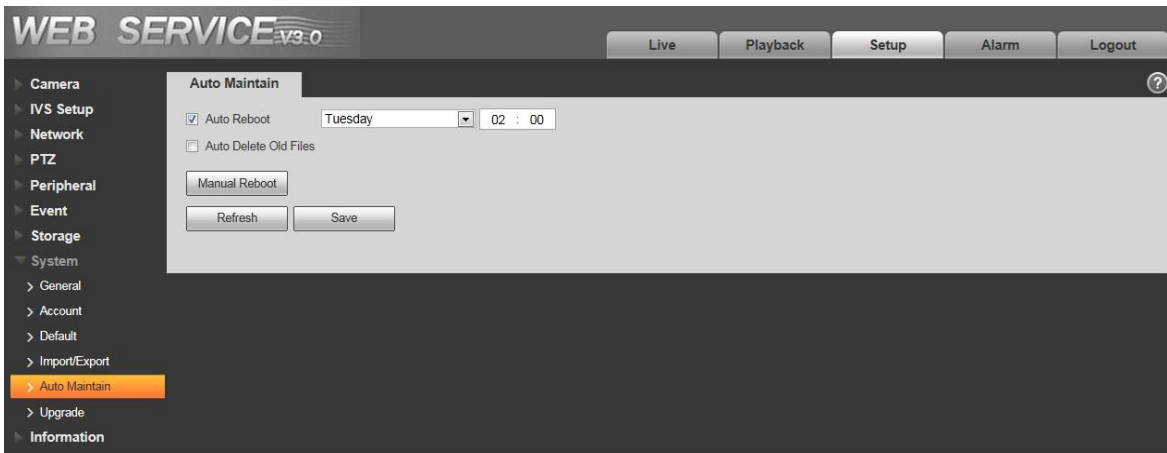 WEB SERVICE V3.0
Live Playback Setup Alarm Logout
Camera
IVS Setup
Network
PTZ
Peripheral
Event
Storage
System
General
Account
Default
Import/Export
Auto Maintain
Upgrade
Information
Auto Maintain
?
Auto Reboot Tuesday 02 : 00
Auto Delete Old Files
Manual Reboot
Refresh Save